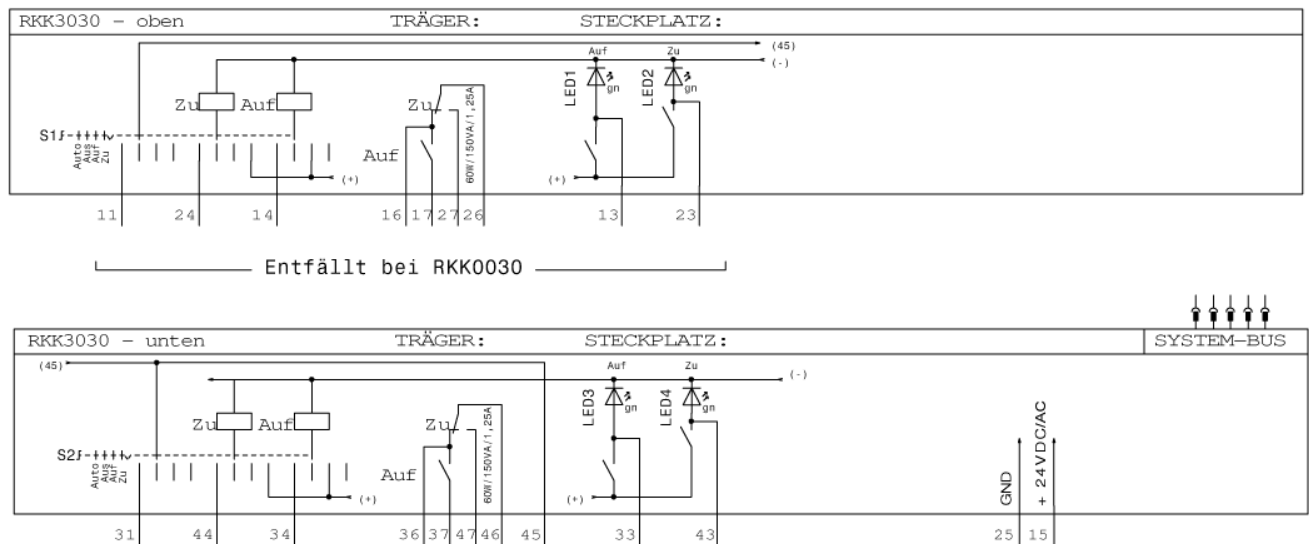 RKK3030 – oben TRÄGER: STECKPLATZ:
(45)
Auf Zu (-)
LED1 gn LED2 gn
Zu Auf Zu 60W/150VA/1,25A
S1
Auto Aus Auf Zu
Auf
(+) (+)
11 24 14 16 17 27 26 13 23
Entfällt bei RKK0030
RKK3030 – unten TRÄGER: STECKPLATZ: SYSTEM–BUS
(45) Auf Zu (-)
LED3 gn LED4 gn
Zu Auf Zu 60W/150VA/1,25A
S2
Auto Aus Auf Zu
Auf
(+) (+)
GND + 24VDC/AC
31 44 34 36 37 47 46 45 33 43 25 15